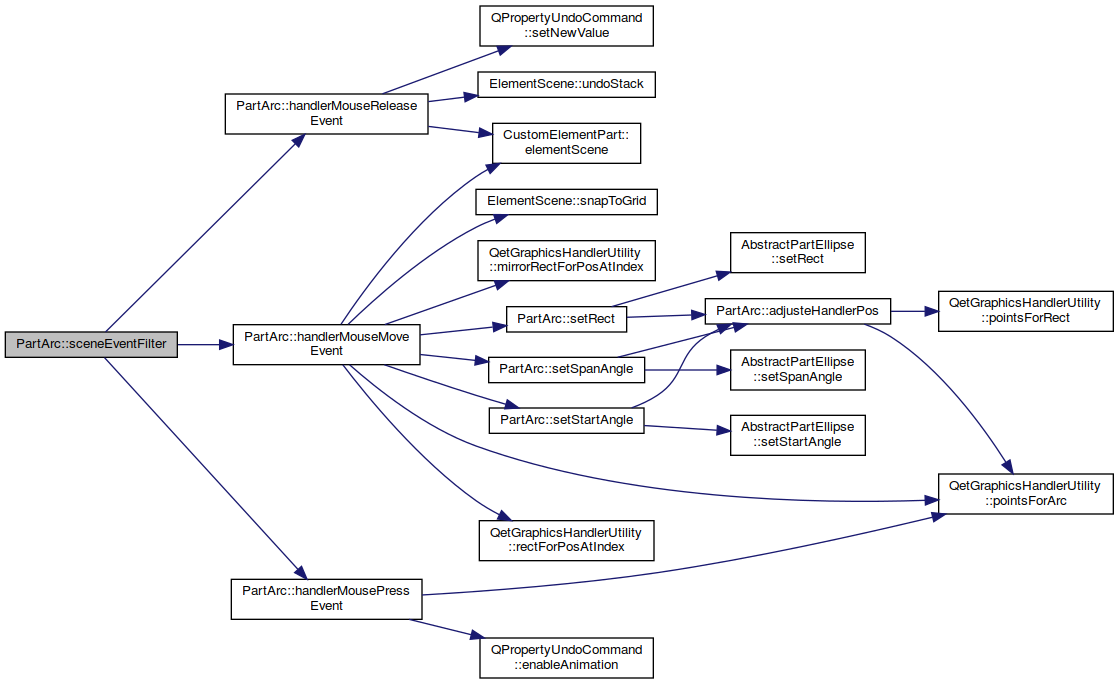 PartArc::sceneEventFilter
PartArc::handlerMouseRelease
Event
QPropertyUndoCommand
::setNewValue
ElementScene::undoStack
CustomElementPart::
elementScene
PartArc::handlerMouseMove
Event
ElementScene::snapToGrid
QetGraphicsHandlerUtility
::mirrorRectForPosAtIndex
PartArc::setRect
AbstractPartEllipse
::setRect
PartArc::adjusteHandlerPos
QetGraphicsHandlerUtility
::pointsForRect
PartArc::setSpanAngle
AbstractPartEllipse
::setSpanAngle
PartArc::setStartAngle
AbstractPartEllipse
::setStartAngle
QetGraphicsHandlerUtility
::pointsForArc
QetGraphicsHandlerUtility
::rectForPosAtIndex
PartArc::handlerMousePress
Event
QPropertyUndoCommand
::enableAnimation